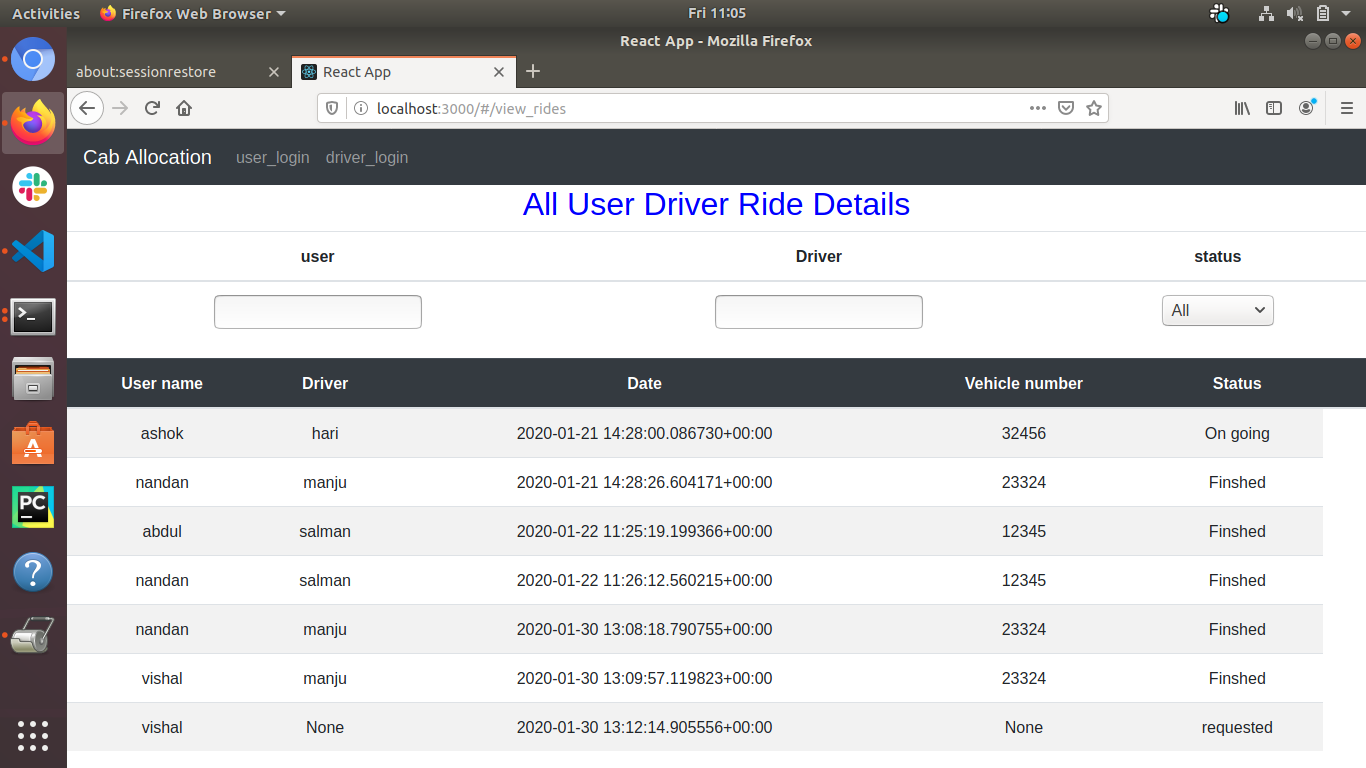 Activities Firefox Web Browser Fri 11:05
React App - Mozilla Firefox
about:sessionrestore React App
localhost:3000/#/view_rides
Cab Allocation user_login driver_login
All User Driver Ride Details
user Driver status
All
User name Driver Date Vehicle number Status
ashok hari 2020-01-21 14:28:00.086730+00:00 32456 On going
nandan manju 2020-01-21 14:28:26.604171+00:00 23324 Finshed
abdul salman 2020-01-22 11:25:19.199366+00:00 12345 Finshed
nandan salman 2020-01-22 11:26:12.560215+00:00 12345 Finshed
nandan manju 2020-01-30 13:08:18.790755+00:00 23324 Finshed
vishal manju 2020-01-30 13:09:57.119823+00:00 23324 Finshed
vishal None 2020-01-30 13:12:14.905556+00:00 None requested
PC